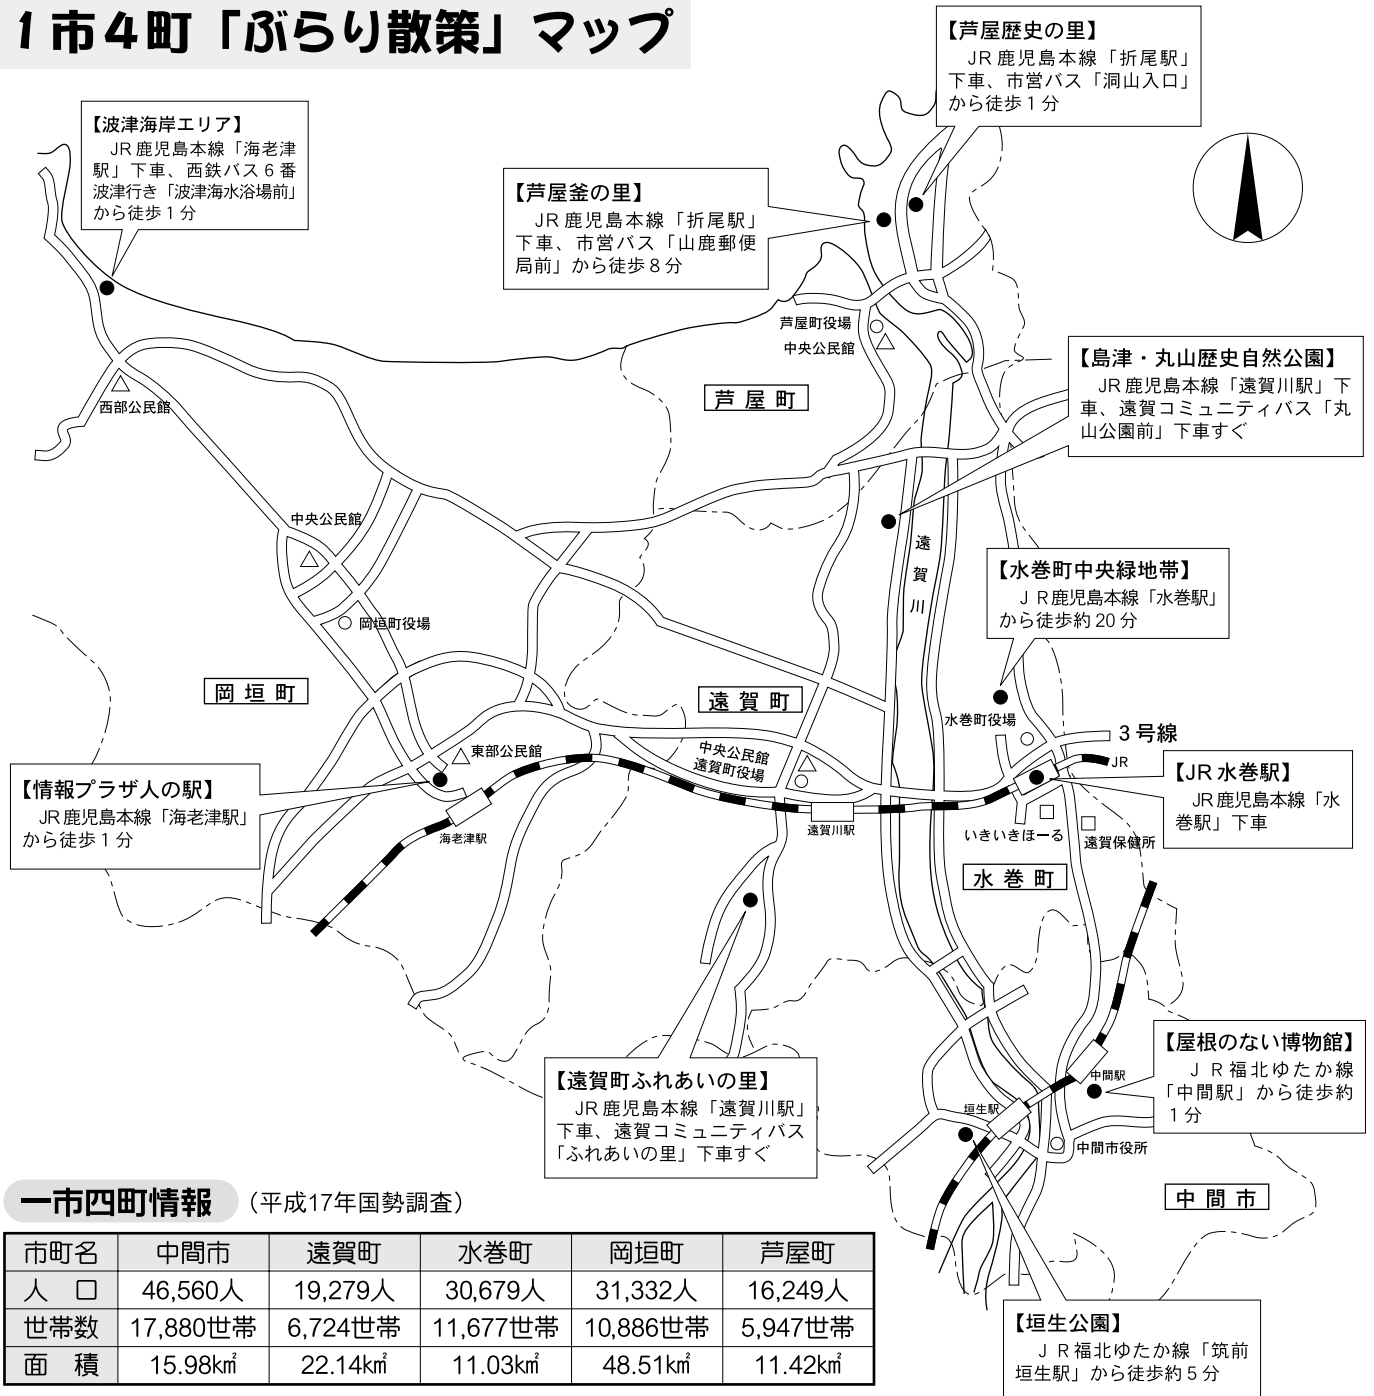 1市4町「ぶらり散策」マップ
【芦屋歴史の里】
JR鹿児島本線「折尾駅」
下車、市営バス「洞山入口」
から徒歩1分
【波津海岸エリア】
JR鹿児島本線「海老津
駅」下車、西鉄バス6番
波津行き「波津海水浴場前」
から徒歩1分
【芦屋釜の里】
JR鹿児島本線「折尾駅」
下車、市営バス「山鹿郵便
局前」から徒歩8分
芦屋町役場
中央公民館
【島津・丸山歴史自然公園】
JR鹿児島本線「遠賀川駅」下
車、遠賀コミュニティバス「丸
山公園前」下車すぐ
芦屋町
西部公民館
中央公民館
遠賀川
【水巻町中央緑地帯】
JR鹿児島本線「水巻駅」
から徒歩約20分
岡垣町役場
岡垣町
遠賀町
水巻町役場
3号線
東部公民館
中央公民館
遠賀町役場
JR
【JR水巻駅】
JR鹿児島本線「水
巻駅」下車
【情報プラザ人の駅】
JR鹿児島本線「海老津駅」
から徒歩1分
海老津駅
遠賀川駅
いきいきほーる
遠賀保健所
水巻町
【屋根のない博物館】
JR福北ゆたか線
「中間駅」から徒歩約
1分
中間駅
【遠賀町ふれあいの里】
JR鹿児島本線「遠賀川駅」
下車、遠賀コミュニティバス
「ふれあいの里」下車すぐ
垣生駅
中間市役所
中間市
【垣生公園】
JR福北ゆたか線「筑前
垣生駅」から徒歩約5分
一市四町情報 （平成17年国勢調査）
市町名 中間市 遠賀町 水巻町 岡垣町 芦屋町
人口 46,560人 19,279人 30,679人 31,332人 16,249人
世帯数 17,880世帯 6,724世帯 11,677世帯 10,886世帯 5,947世帯
面積 15.98㎢ 22.14㎢ 11.03㎢ 48.51㎢ 11.42㎢